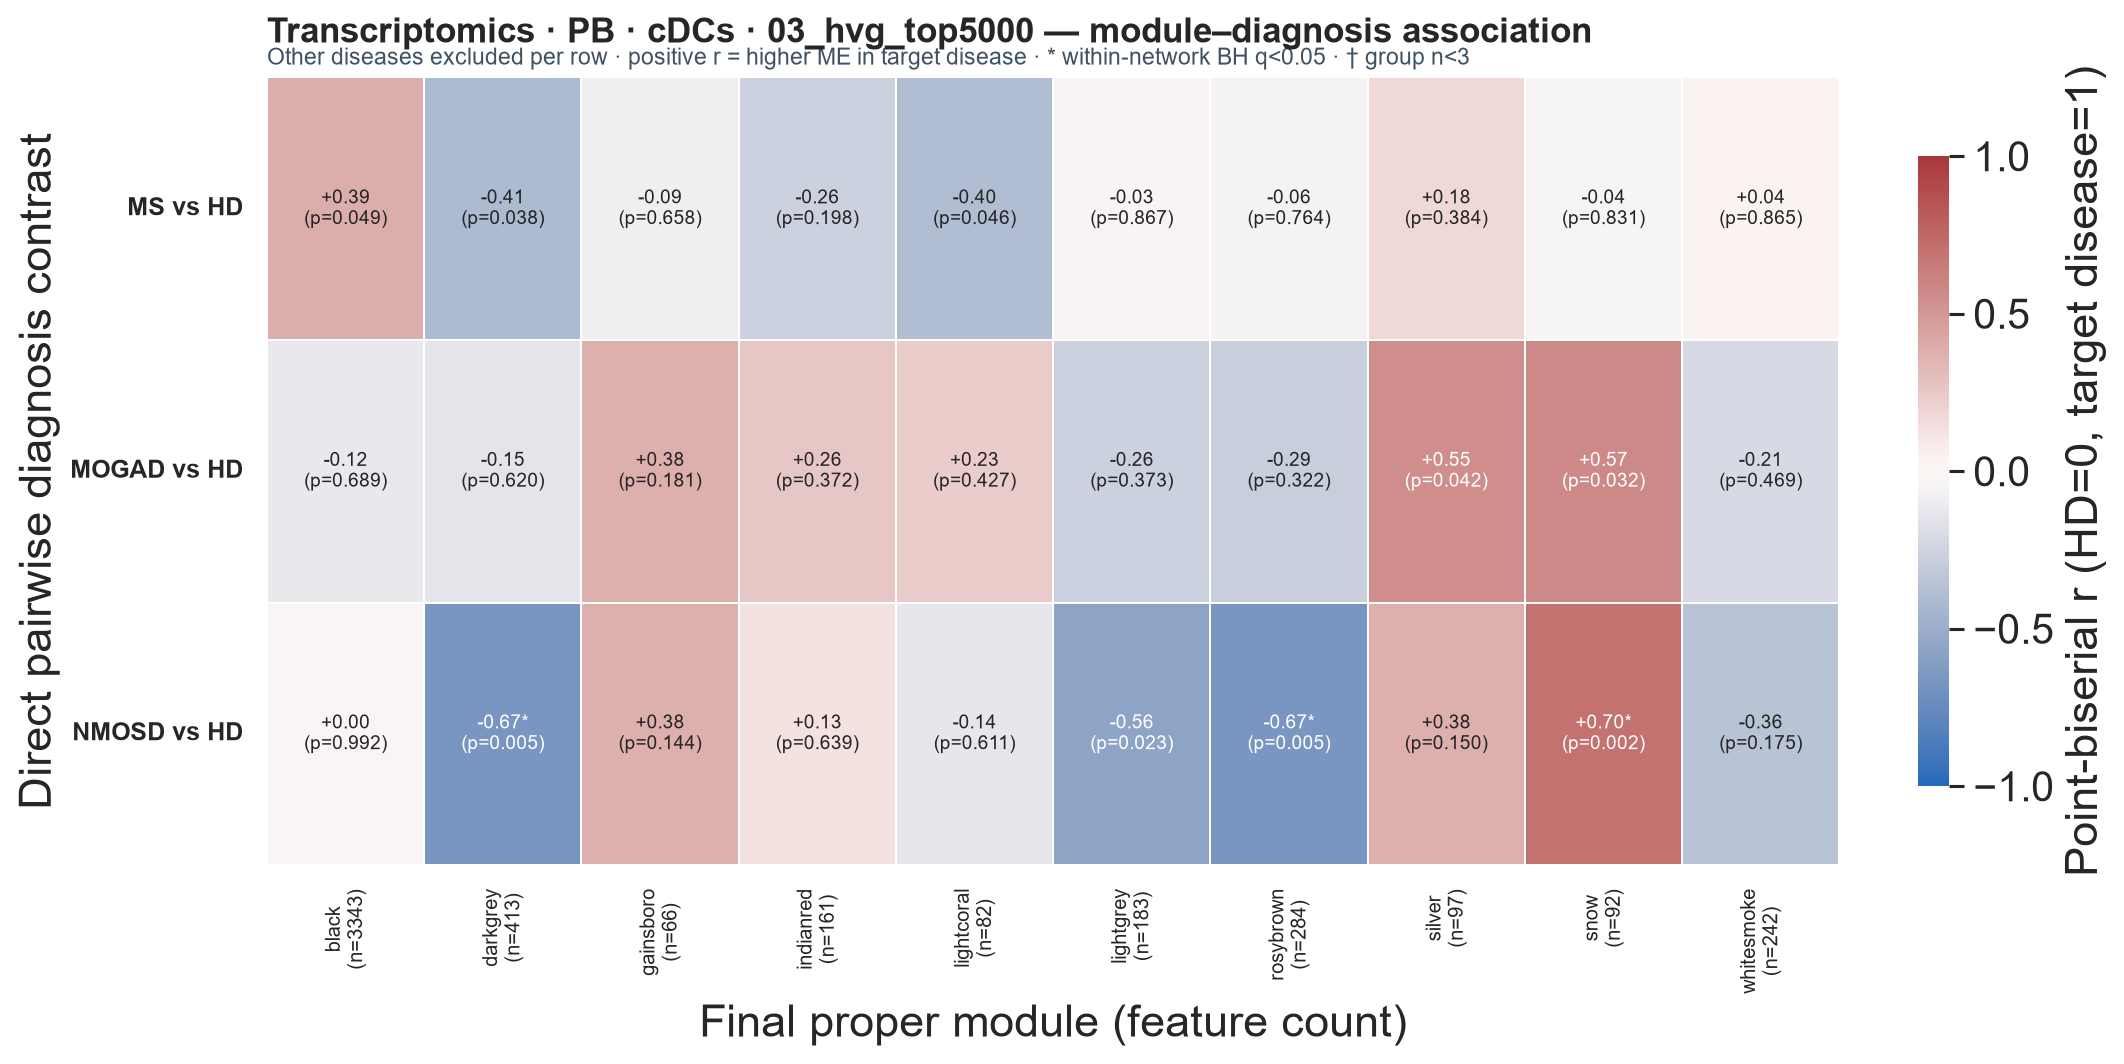 Transcriptomics · PB · cDCs · 03_hvg_top5000 — module–diagnosis association
Other diseases excluded per row · positive r = higher ME in target disease · * within-network BH q<0.05 · † group n<3
Direct pairwise diagnosis contrast
MS vs HD
+0.39
(p=0.049)
-0.41
(p=0.038)
-0.09
(p=0.658)
-0.26
(p=0.198)
-0.40
(p=0.046)
-0.03
(p=0.867)
-0.06
(p=0.764)
+0.18
(p=0.384)
-0.04
(p=0.831)
+0.04
(p=0.865)
MOGAD vs HD
-0.12
(p=0.689)
-0.15
(p=0.620)
+0.38
(p=0.181)
+0.26
(p=0.372)
+0.23
(p=0.427)
-0.26
(p=0.373)
-0.29
(p=0.322)
+0.55
(p=0.042)
+0.57
(p=0.032)
-0.21
(p=0.469)
NMOSD vs HD
+0.00
(p=0.992)
-0.67*
(p=0.005)
+0.38
(p=0.144)
+0.13
(p=0.639)
-0.14
(p=0.611)
-0.56
(p=0.023)
-0.67*
(p=0.005)
+0.38
(p=0.150)
+0.70*
(p=0.002)
-0.36
(p=0.175)
black
(n=3343)
darkgrey
(n=413)
gainsboro
(n=66)
indianred
(n=161)
lightcoral
(n=82)
lightgrey
(n=183)
rosybrown
(n=284)
silver
(n=97)
snow
(n=92)
whitesmoke
(n=242)
Final proper module (feature count)
1.0
0.5
0.0
−0.5
−1.0
Point-biserial r (HD=0, target disease=1)